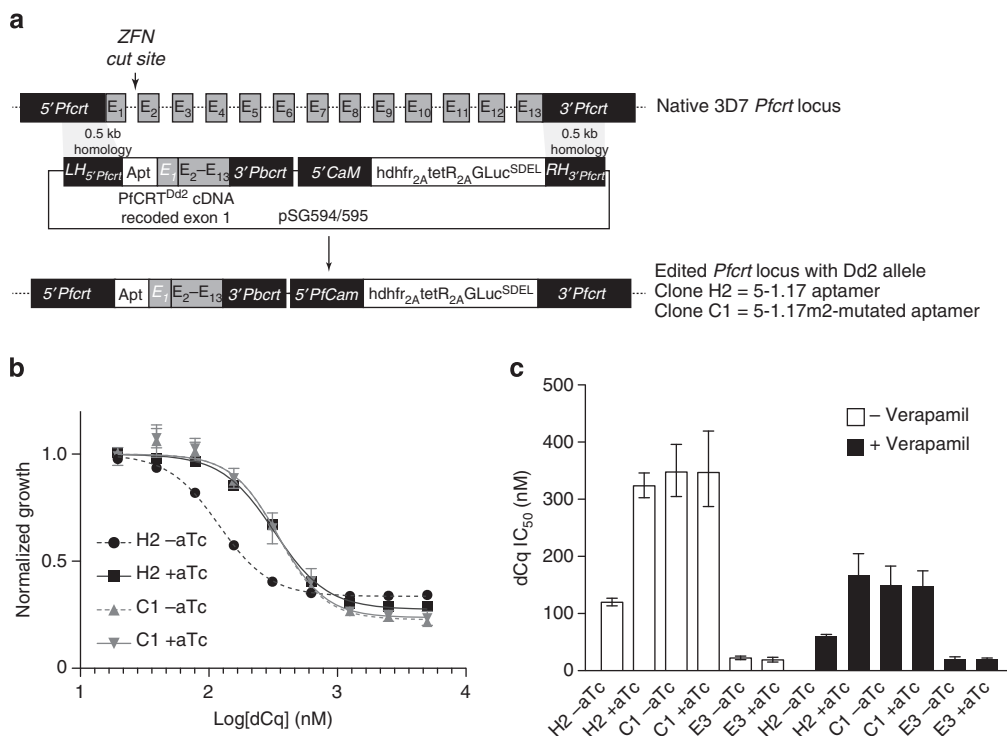 a
ZFN
cut site
5′ Pfcrt E1 E2 E3 E4 E5 E6 E7 E8 E9 E10 E11 E12 E13 3′ Pfcrt Native 3D7 Pfcrt locus
0.5 kb
homology
0.5 kb
homology
LH5′Pfcrt Apt E1 E2–E13 3′ Pbcrt 5′ CaM hdhfr2AtetR2AGLucSDEL RH3′Pfcrt
PfCRTDd2 cDNA
recoded exon 1
pSG594/595
5′ Pfcrt Apt E1 E2–E13 3′ Pbcrt 5′ PfCam hdhfr2AtetR2AGLucSDEL 3′ Pfcrt
Edited Pfcrt locus with Dd2 allele
Clone H2 = 5-1.17 aptamer
Clone C1 = 5-1.17m2-mutated aptamer
b
Normalized growth
1.0
0.5
0
H2 –aTc
H2 +aTc
C1 –aTc
C1 +aTc
1 2 3 4
Log[dCq] (nM)
c
dCq IC50 (nM)
500
400
300
200
100
0
– Verapamil
+ Verapamil
H2 –aTc
H2 +aTc
C1 –aTc
C1 +aTc
E3 –aTc
E3 +aTc
H2 –aTc
H2 +aTc
C1 –aTc
C1 +aTc
E3 –aTc
E3 +aTc